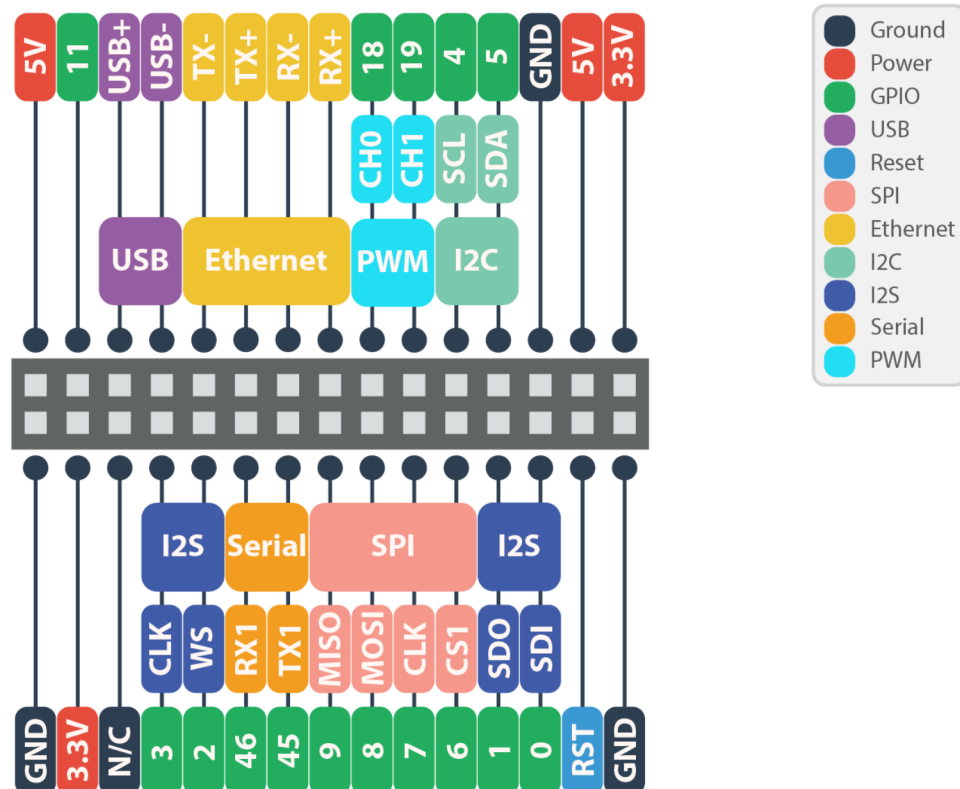 5V 11 USB+ USB- TX- TX+ RX- RX+ 18 19 4 5 GND 5V 3.3V
CH0 CH1 SCL SDA
USB Ethernet PWM I2C
I2S Serial SPI I2S
CLK WS RX1 TX1 MISO MOSI CLK CS1 SDO SDI
GND 3.3V N/C 3 2 46 45 9 8 7 6 1 0 RST GND
Ground
Power
GPIO
USB
Reset
SPI
Ethernet
I2C
I2S
Serial
PWM